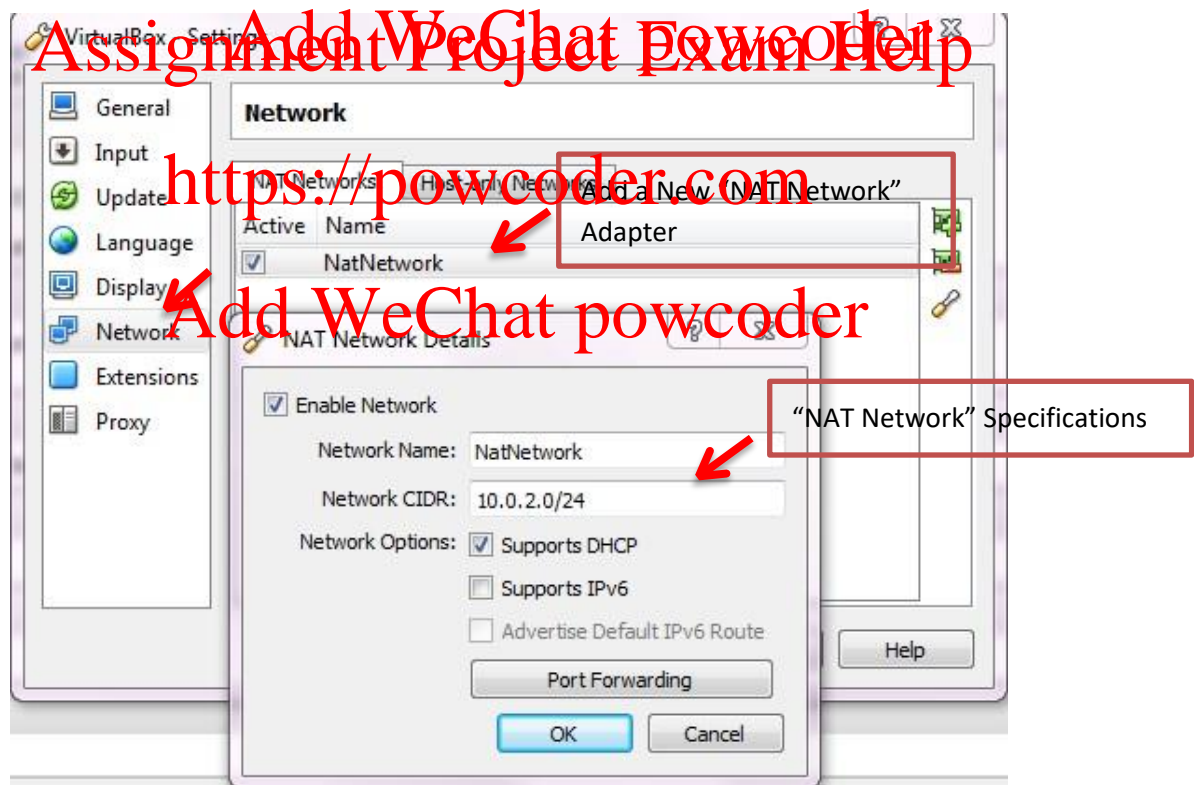 VirtualBox - Settings
Add WeChat powcoder
Assignment Project Exam Help
General
Input
Update
Language
Display
Network
Extensions
Proxy
Network
https://powcoder.com
NAT Networks Host-only Networks
Add a New “NAT Network”
Adapter
Active Name
NatNetwork
Add WeChat powcoder
NAT Network Details
Enable Network
“NAT Network” Specifications
Network Name: NatNetwork
Network CIDR: 10.0.2.0/24
Network Options: Supports DHCP
Supports IPv6
Advertise Default IPv6 Route
Port Forwarding
OK Cancel
Help